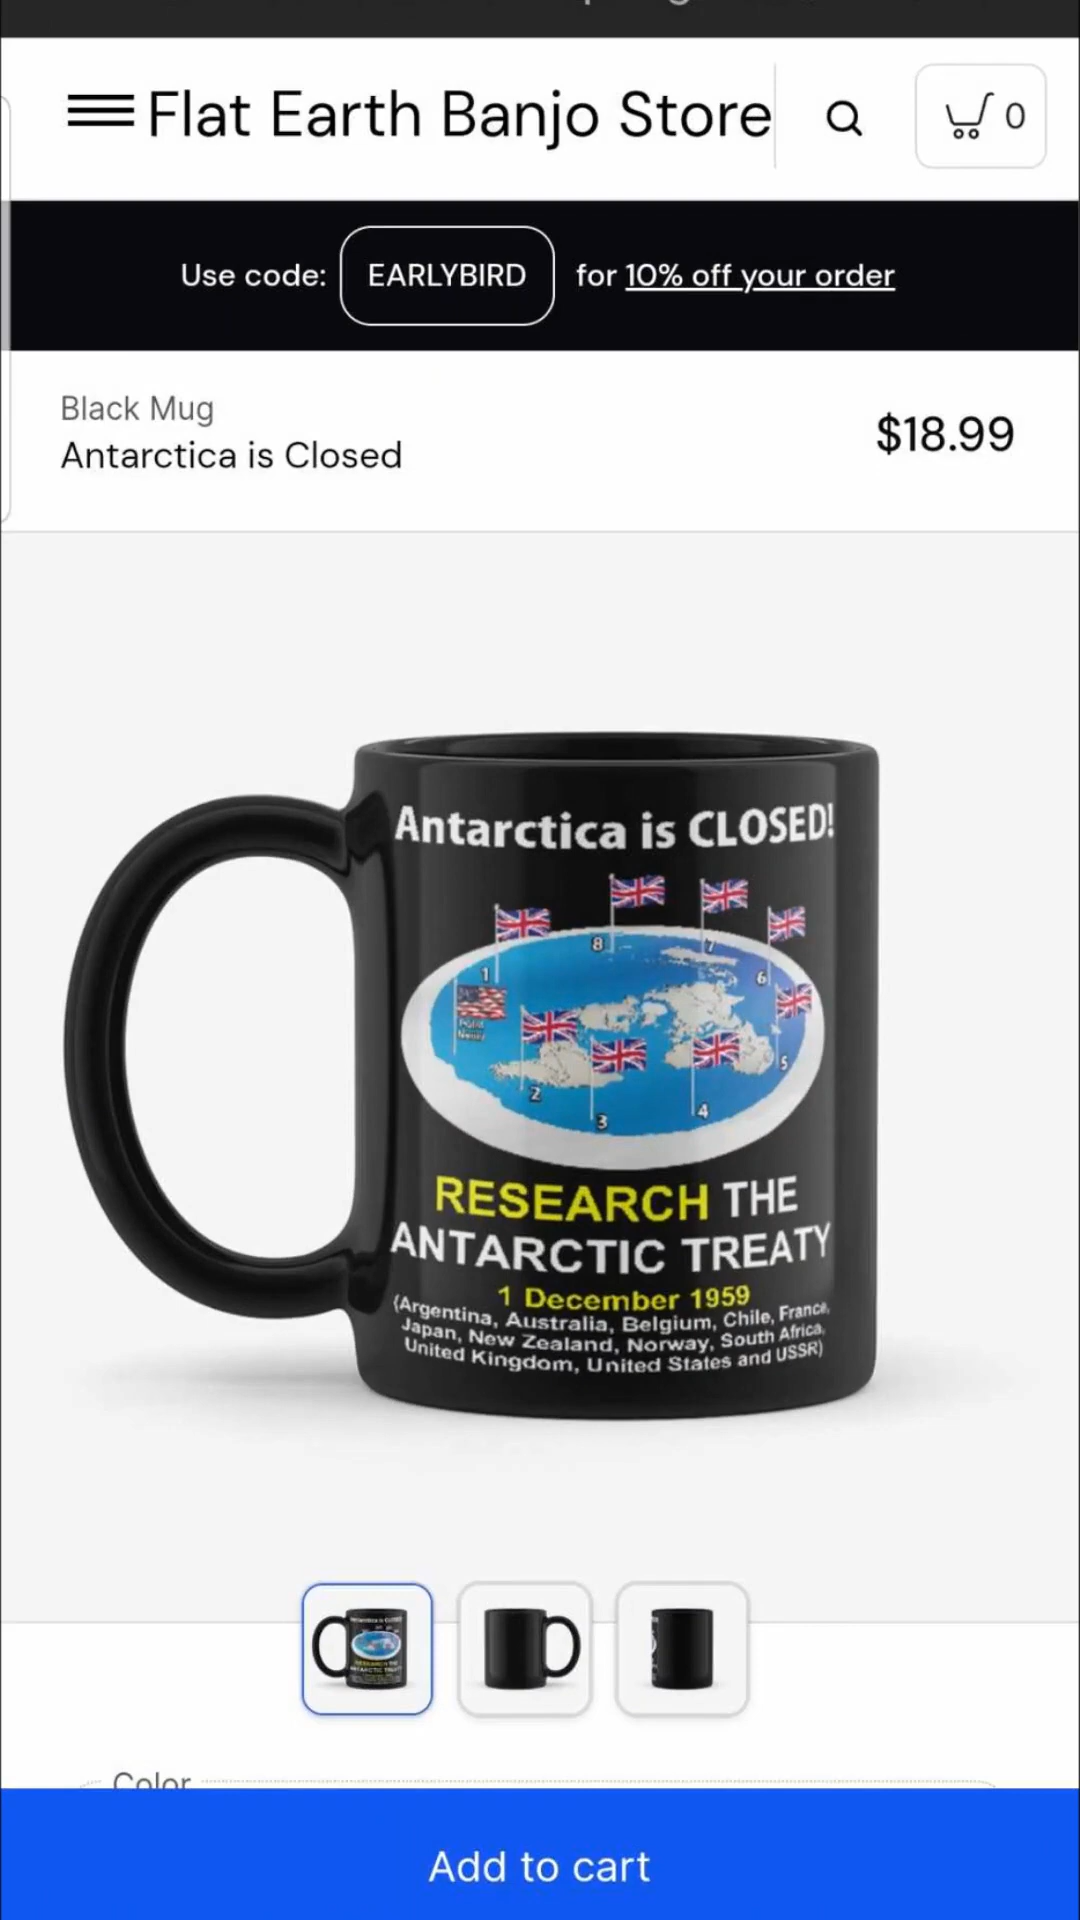 Flat Earth Banjo Store
0
Use code: EARLYBIRD for 10% off your order
Black Mug
Antarctica is Closed
$18.99
Antarctica is CLOSED!
8
7
1
6
5
2
4
3
RESEARCH THE
ANTARCTIC TREATY
1 December 1959
(Argentina, Australia, Belgium, Chile, France,
Japan, New Zealand, Norway, South Africa,
United Kingdom, United States and USSR)
Color
Add to cart